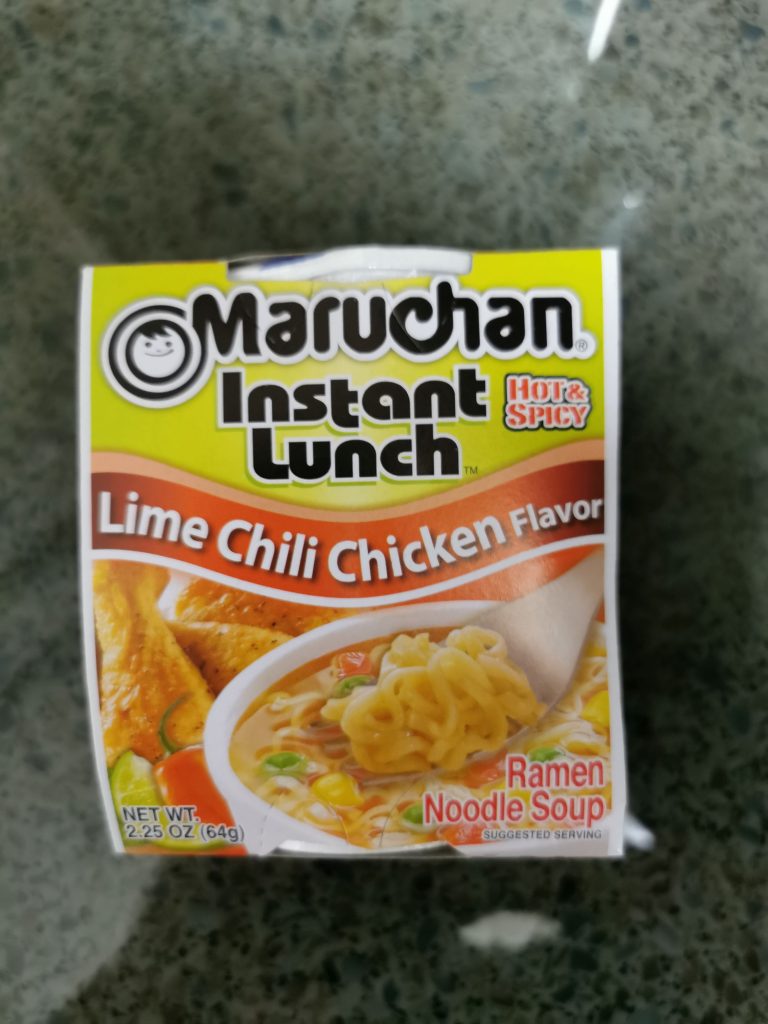 Maruchan®
Instant
Lunch™
HOT &
SPICY
Lime Chili Chicken Flavor
Ramen
Noodle Soup
SUGGESTED SERVING
NET WT.
2.25 OZ (64g)